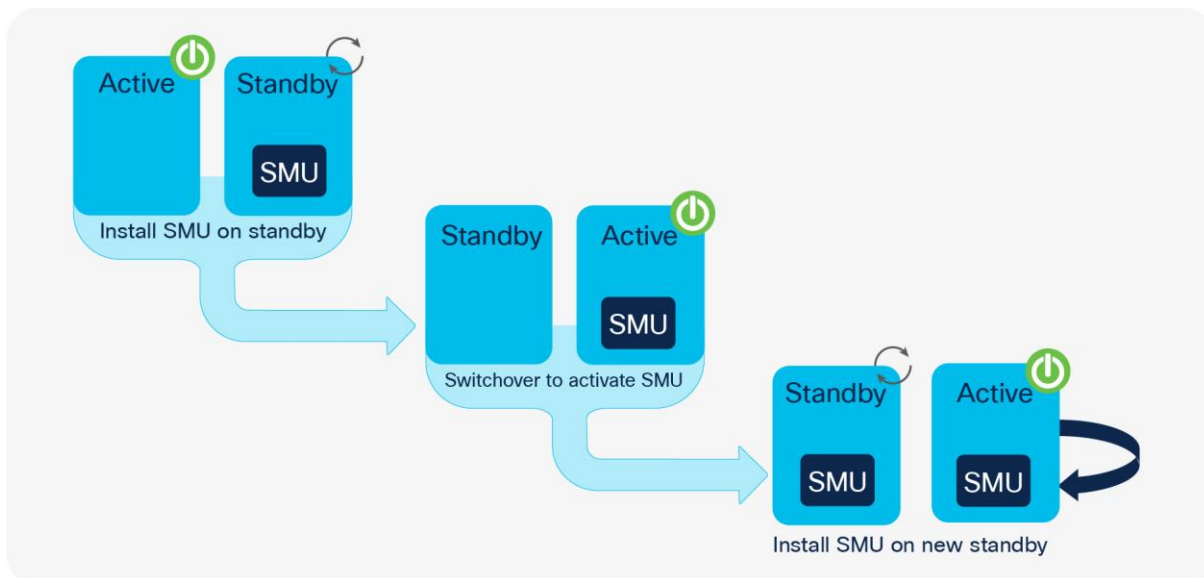 Active
Standby
SMU
Install SMU on standby
Standby
Active
SMU
Switchover to activate SMU
Standby
Active
SMU
SMU
Install SMU on new standby